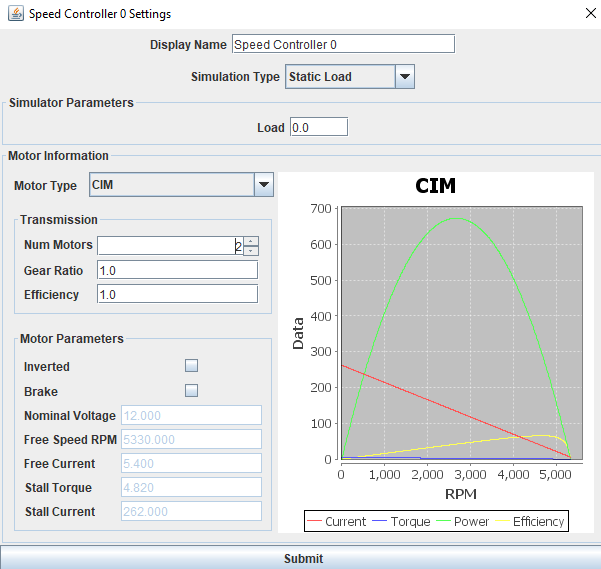 Speed Controller 0 Settings
Display Name Speed Controller 0
Simulation Type Static Load
Simulator Parameters
Load 0.0
Motor Information
Motor Type CIM
Transmission
Num Motors 2
Gear Ratio 1.0
Efficiency 1.0
Motor Parameters
Inverted
Brake
Nominal Voltage 12.000
Free Speed RPM 5330.000
Free Current 5.400
Stall Torque 4.820
Stall Current 262.000
CIM
700
600
500
400
300
200
100
0
Data
0 1,000 2,000 3,000 4,000 5,000
RPM
Current Torque Power Efficiency
Submit